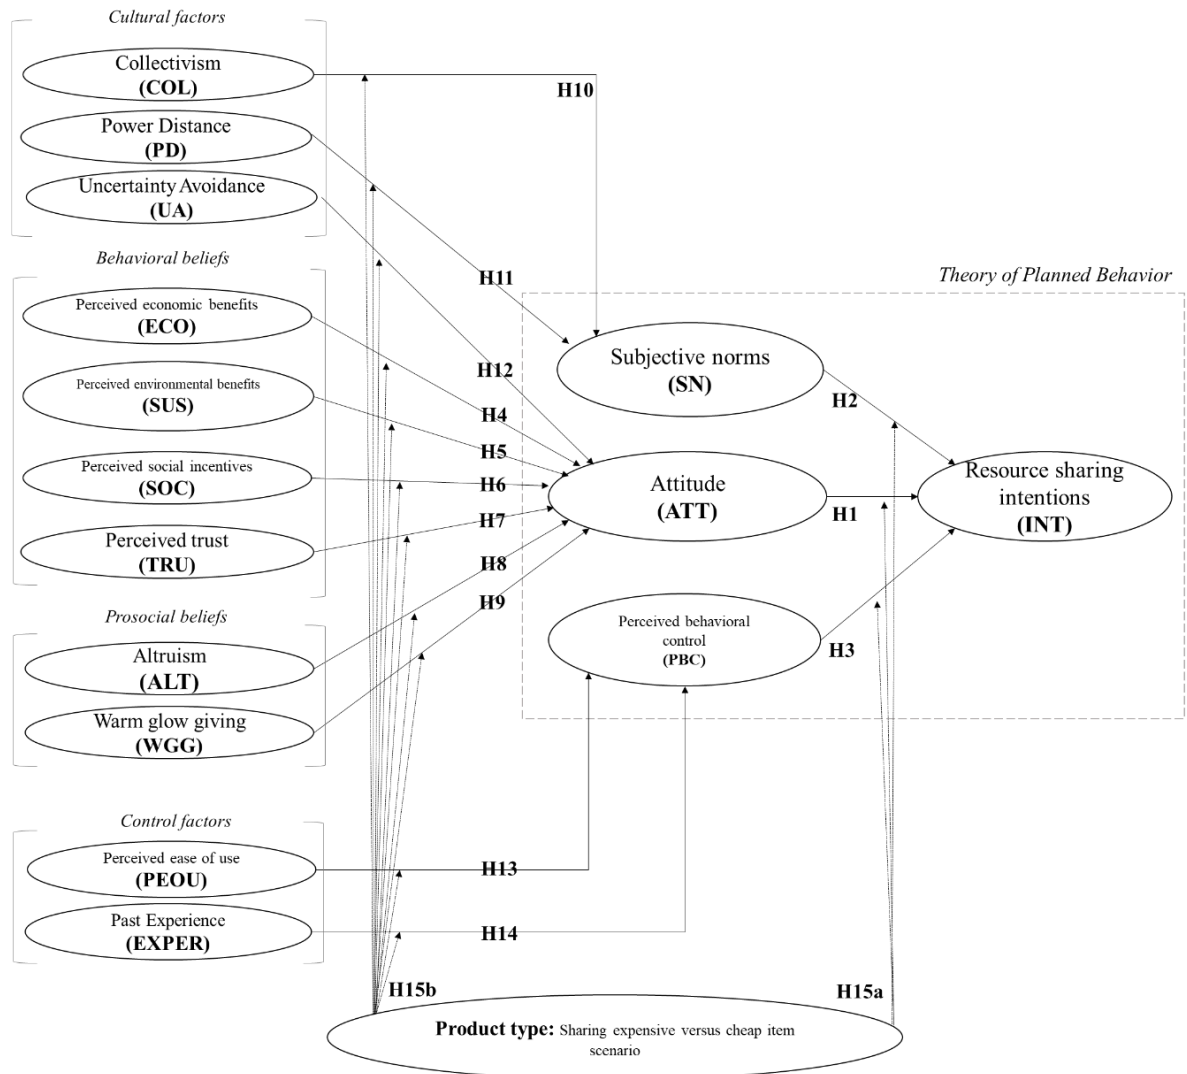 Cultural factors
Collectivism
(COL)
H10
Power Distance
(PD)
Uncertainty Avoidance
(UA)
Behavioral beliefs
H11
Theory of Planned Behavior
Perceived economic benefits
(ECO)
Subjective norms
(SN)
H12
Perceived environmental benefits
(SUS)
H2
H4
H5
Perceived social incentives
(SOC)
H6
Attitude
(ATT)
H1
Resource sharing
intentions
(INT)
H7
Perceived trust
(TRU)
H8
H9
Prosocial beliefs
Perceived behavioral
control
(PBC)
H3
Altruism
(ALT)
Warm glow giving
(WGG)
Control factors
Perceived ease of use
(PEOU)
H13
Past Experience
(EXPER)
H14
H15b
H15a
Product type: Sharing expensive versus cheap item
scenario